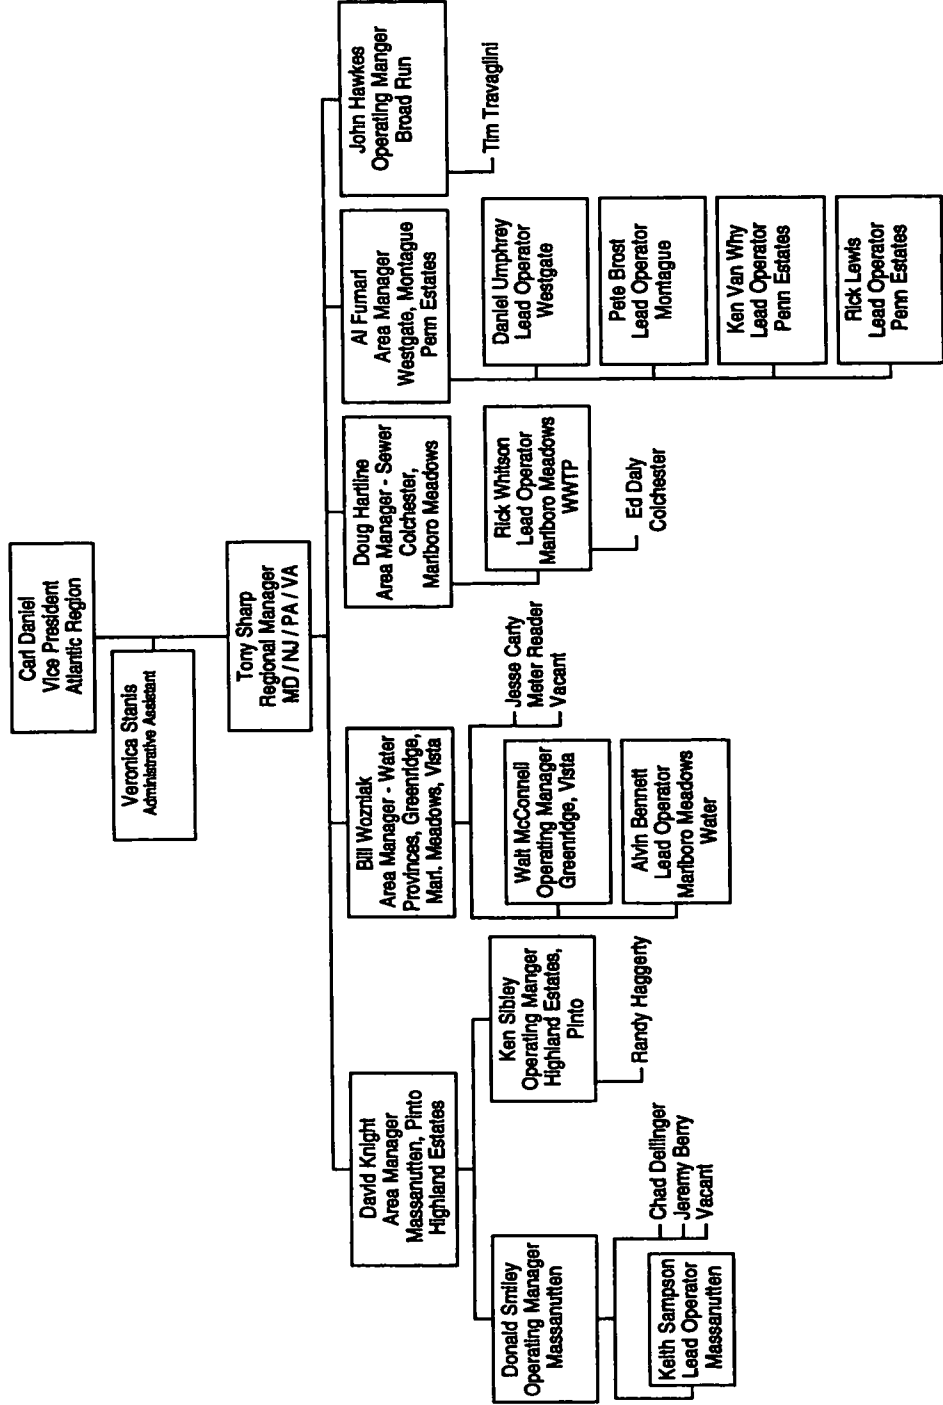 Carl Daniel
Vice President
Atlantic Region
Veronica Stanis
Administrative Assistant
Tony Sharp
Regional Manager
MD / NJ / PA / VA
David Knight
Area Manager
Massanutten, Pinto
Highland Estates
Donald Smiley
Operating Manager
Massanutten
Keith Sampson
Lead Operator
Massanutten
Chad Dellinger
Jeremy Berry
Vacant
Ken Sibley
Operating Manger
Highland Estates,
Pinto
Randy Haggerty
Bill Wozniak
Area Manager - Water
Provinces, Greenridge,
Marl. Meadows, Vista
Walt McConnell
Operating Manager
Greenridge, Vista
Alvin Bennett
Lead Operator
Marlboro Meadows
Water
Jesse Carty
Meter Reader
Vacant
Doug Hartline
Area Manager - Sewer
Colchester,
Marlboro Meadows
Rick Whitson
Lead Operator
Marlboro Meadows
WWTP
Ed Daly
Colchester
Al Fumari
Area Manager
Westgate, Montague
Penn Estates
Daniel Umphrey
Lead Operator
Westgate
Pete Brost
Lead Operator
Montague
Ken Van Why
Lead Operator
Penn Estates
Rick Lewis
Lead Operator
Penn Estates
John Hawkes
Operating Manger
Broad Run
Tim Travaglini